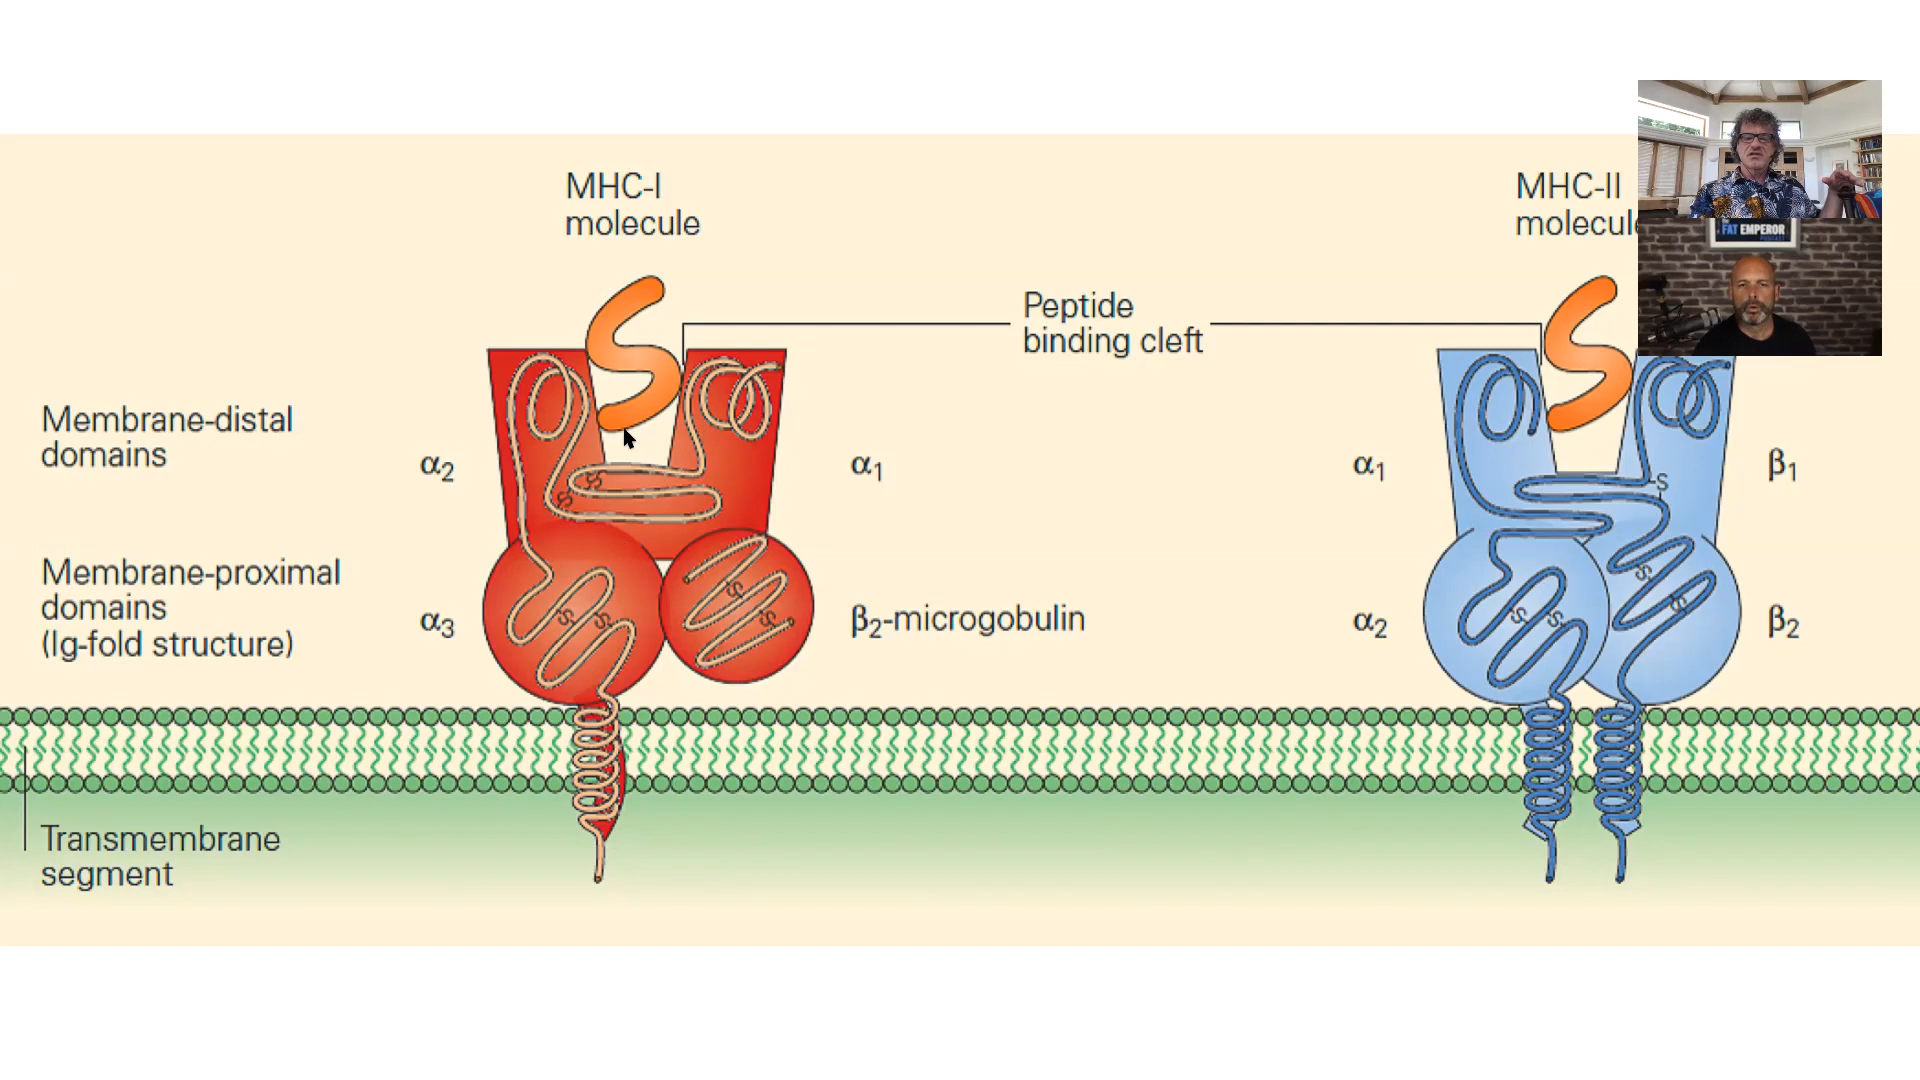 MHC-I
molecule
MHC-II
molecule
FAT EMPEROR
Peptide
binding cleft
Membrane-distal
domains
α2
α1
α1
β1
S
S
S
Membrane-proximal
domains
(Ig-fold structure)
α3
β2-microgobulin
α2
β2
S
S
S
S
S
S
S
S
Transmembrane
segment